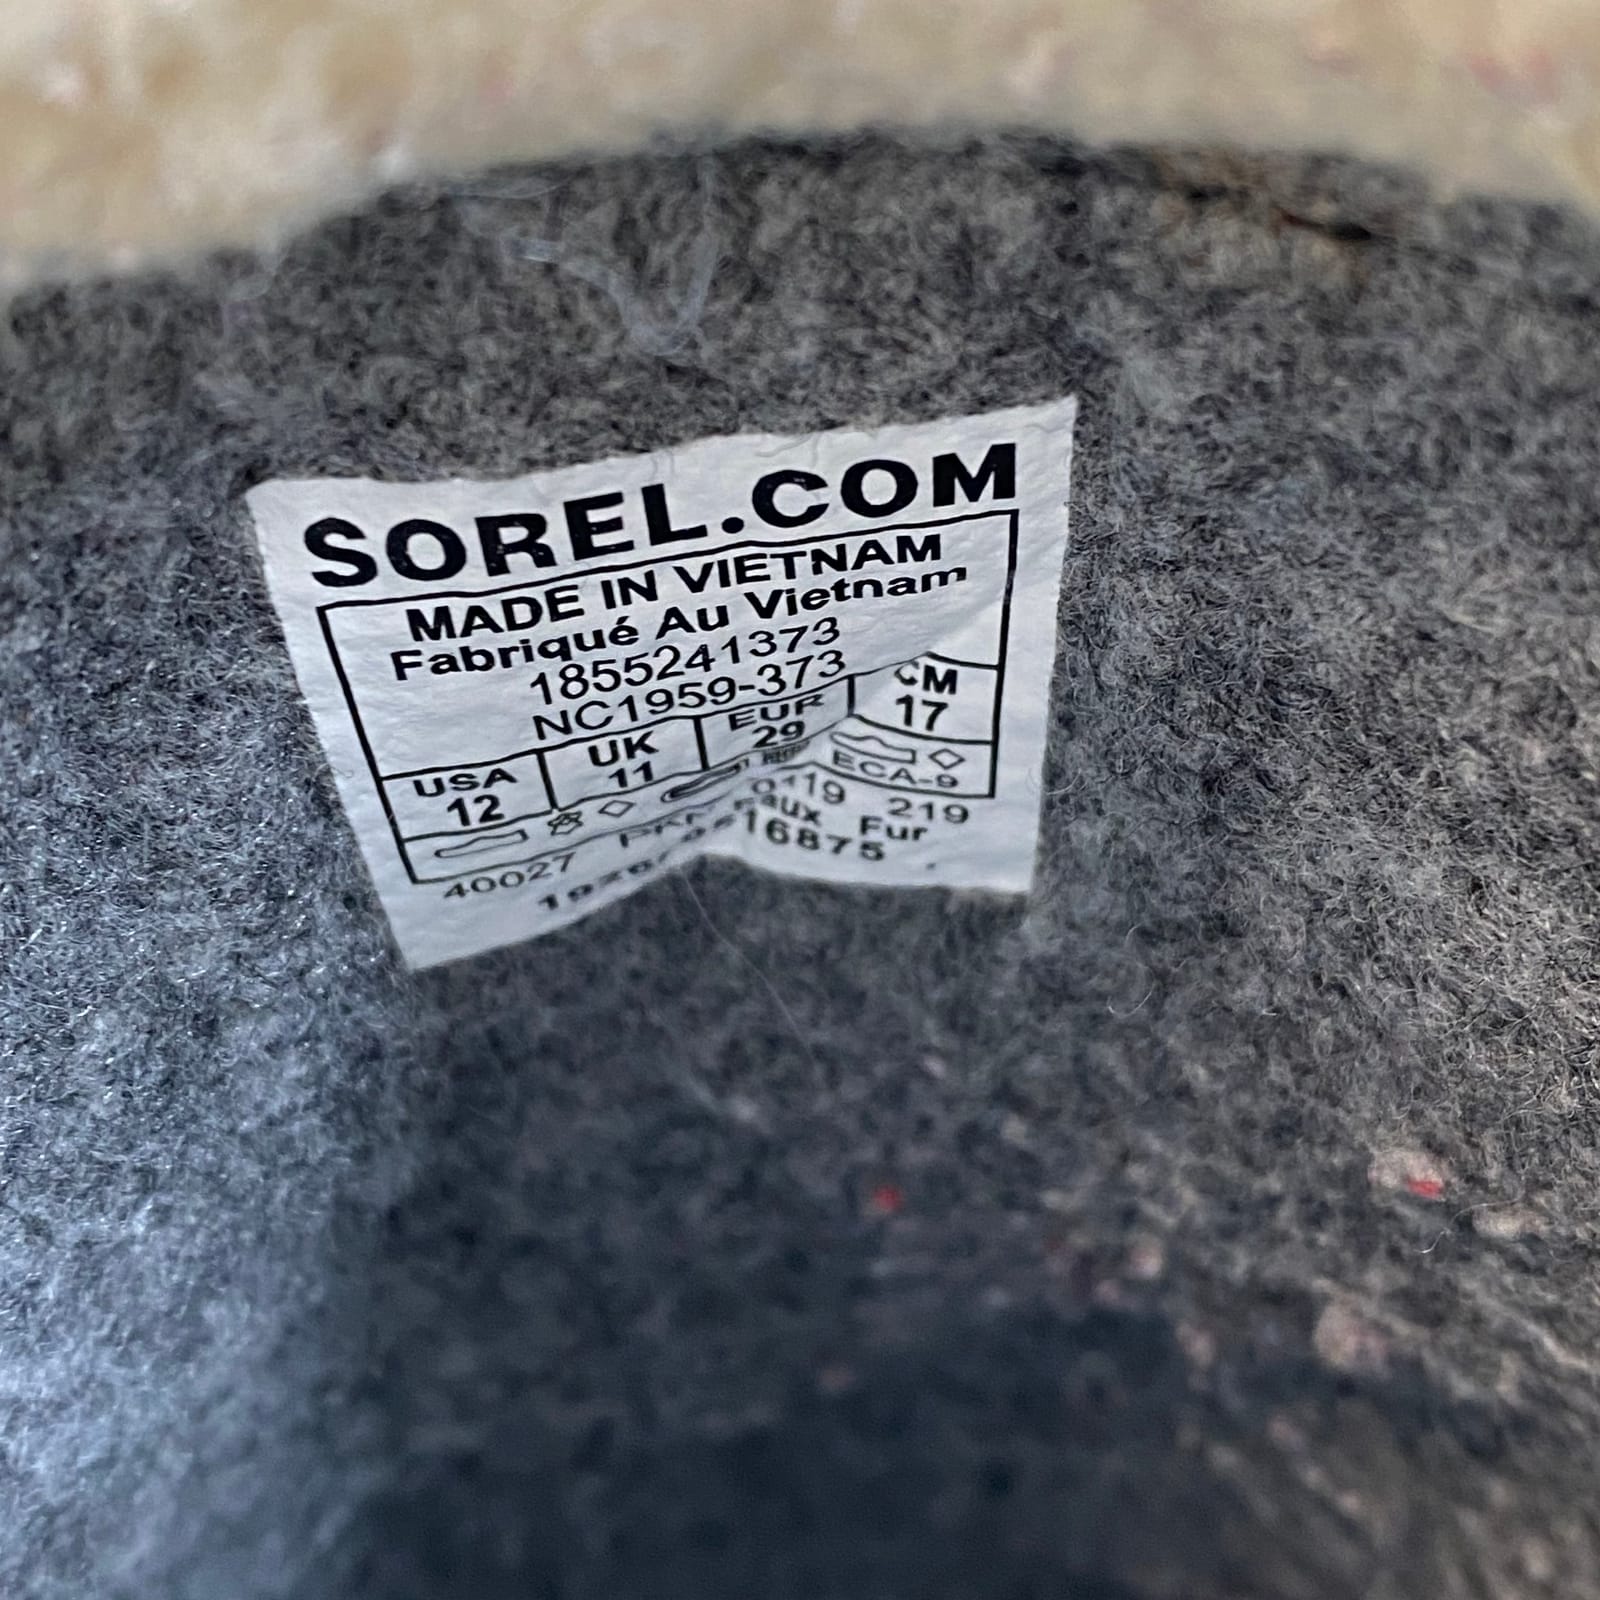 SOREL.COM
MADE IN VIETNAM
Fabriqué Au Vietnam
1855241373
NC1959-373
USA UK EUR CM
12 11 29 17
ECA-9
40027 219
Fur
16875